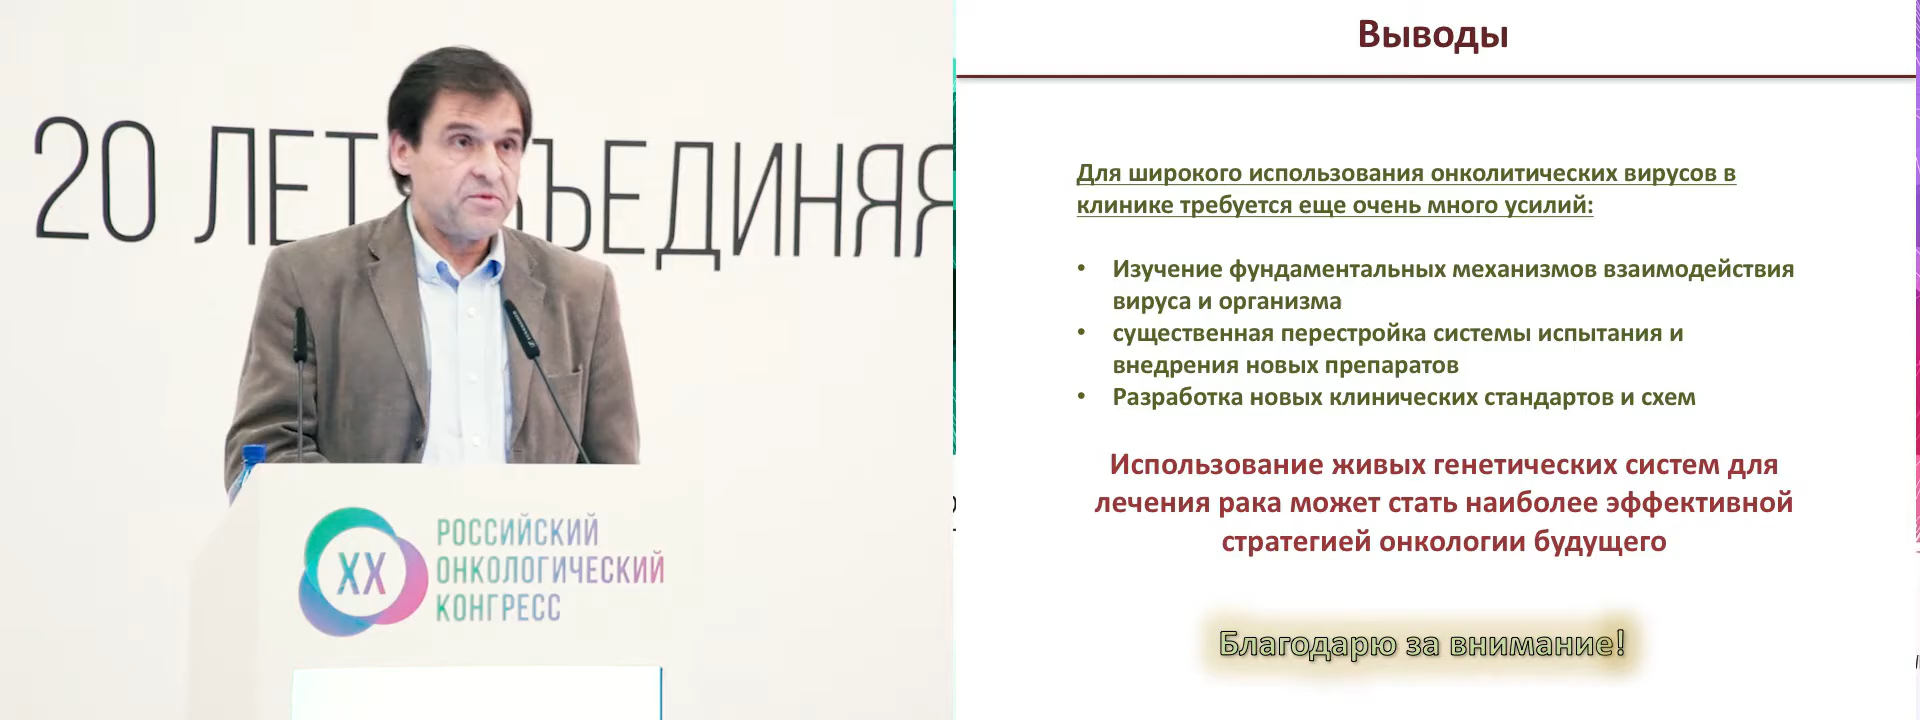 20 ЛЕТ ЪЕДИНЯЯ
XX
РОССИЙСКИЙ
ОНКОЛОГИЧЕСКИЙ
КОНГРЕСС
Выводы
Для широкого использования онколитических вирусов в
клинике требуется еще очень много усилий:
• Изучение фундаментальных механизмов взаимодействия
вируса и организма
• существенная перестройка системы испытания и
внедрения новых препаратов
• Разработка новых клинических стандартов и схем
Использование живых генетических систем для
лечения рака может стать наиболее эффективной
стратегией онкологии будущего
Благодарю за внимание!